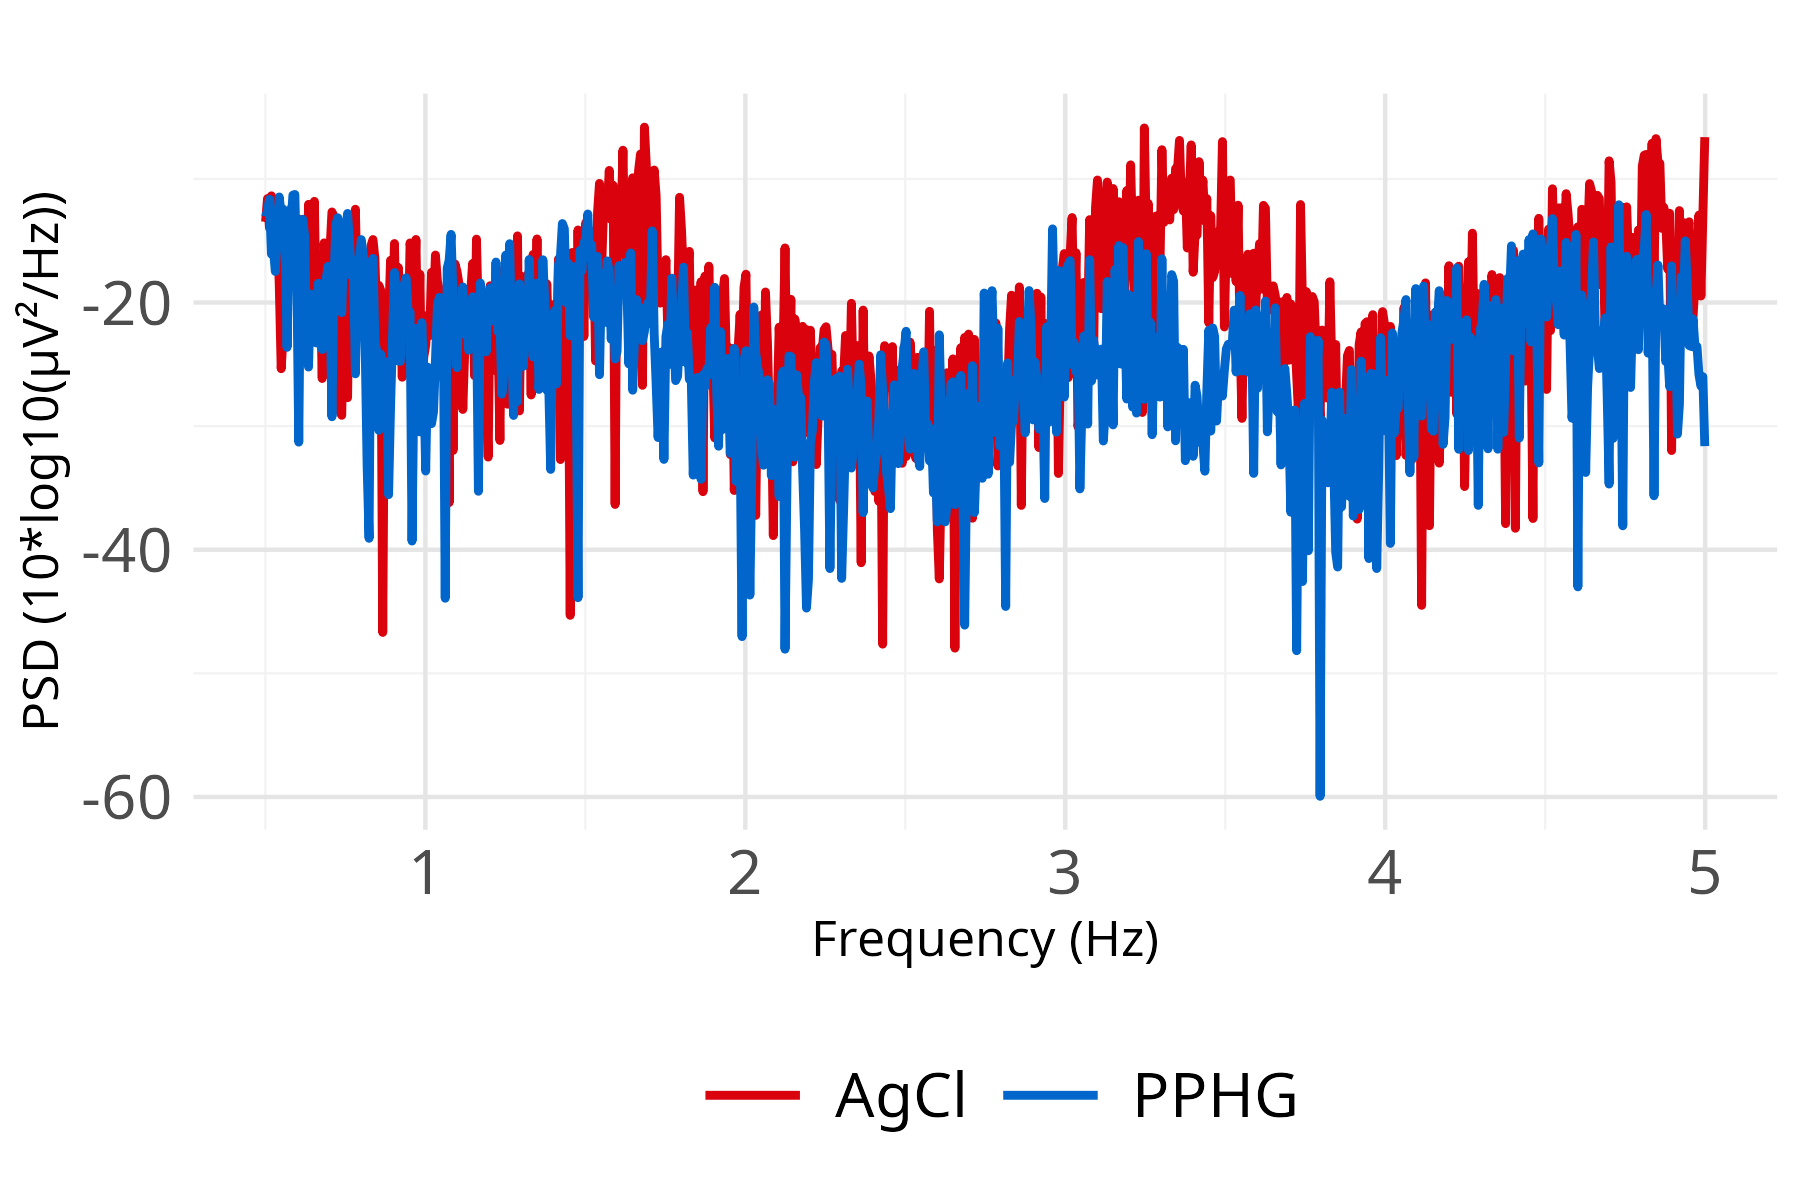 PSD (10*log10(µV²/Hz))
-20
-40
-60
1 2 3 4 5
Frequency (Hz)
AgCl PPHG